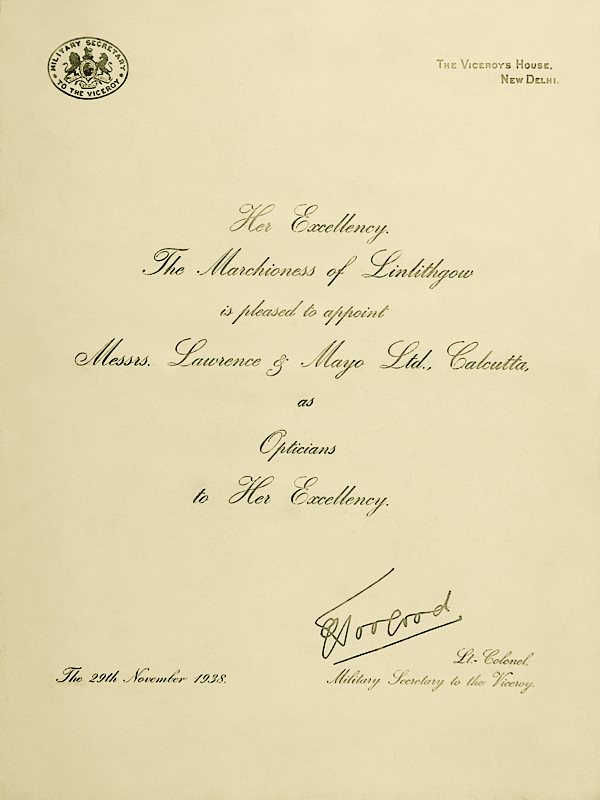 MILITARY SECRETARY
TO THE VICEROY
THE VICEROY'S HOUSE,
NEW DELHI.
Her Excellency.
The Marchioness of Linlithgow
is pleased to appoint
Messrs. Lawrence & Mayo Ltd., Calcutta,
as
Opticians
to Her Excellency.
Toogood
Lt-Colonel.
Military Secretary to the Viceroy.
The 29th November 1938.